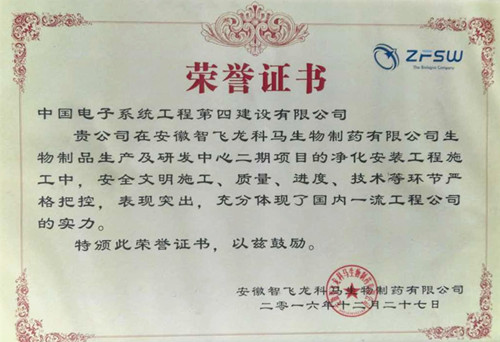 ZFSW
The Biological Company
荣誉证书
中国电子系统工程第四建设有限公司
贵公司在安徽智飞龙科马生物制药有限公司生
物制品生产及研发中心二期项目的净化安装工程施
工中，安全文明施工、质量、进度、技术等环节严
格把控，表现突出，充分体现了国内一流工程公司
的实力。
特颁此荣誉证书，以兹鼓励。
安徽智飞龙科马生物制药有限公司
二零一六年十二月二十七日